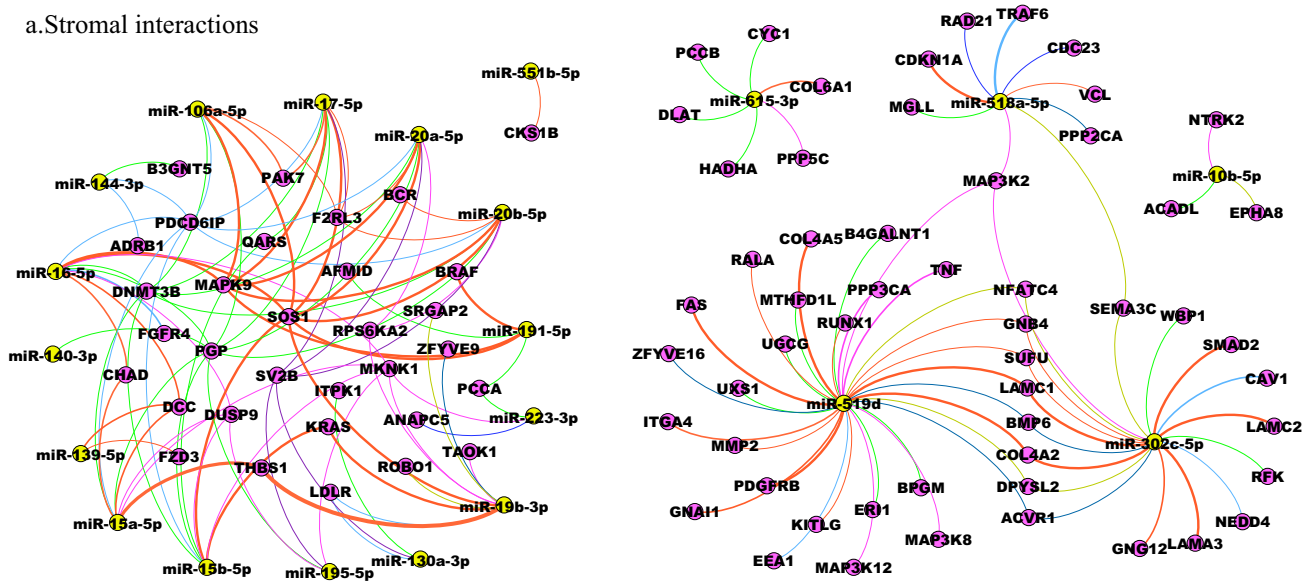 a.Stromal interactions
miR-551b-5p
CKS1B
miR-106a-5p
miR-17-5p
miR-20a-5p
B3GNT5
miR-144-3p
PAK7
BCR
PDCD6IP
F2RL3
miR-20b-5p
ADRB1
QARS
miR-16-5p
AFMID
BRAF
DNMT3B
MAPK9
SOS1
SRGAP2
FGFR4
RPS6KA2
miR-191-5p
miR-140-3p
PGP
ZFYVE9
CHAD
SV2B
MKNK1
ITPK1
PCCA
DCC
DUSP9
ANAPC5
miR-223-3p
KRAS
miR-139-5p
FZD3
THBS1
ROBO1
TAOK1
LDLR
miR-15a-5p
miR-19b-3p
miR-15b-5p
miR-195-5p
miR-130a-3p
PCCB
CYC1
COL6A1
miR-615-3p
DLAT
HADHA
PPP5C
RAD21
TRAF6
CDKN1A
CDC23
MGLL
miR-518a-5p
VCL
PPP2CA
MAP3K2
NTRK2
miR-10b-5p
ACADL
EPHA8
COL4A5
B4GALNT1
RALA
TNF
PPP3CA
FAS
MTHFD1L
NFATC4
RUNX1
GNB4
SEMA3C
WBP1
UGCG
ZFYVE16
SUFU
SMAD2
UXS1
LAMC1
CAV1
miR-519d
ITGA4
BMP6
LAMC2
MMP2
miR-302c-5p
COL4A2
RFK
PDGFRB
BPGM
DPYSL2
GNAI1
ERI1
ACVR1
NEDD4
KITLG
MAP3K8
EEA1
MAP3K12
GNG12
LAMA3